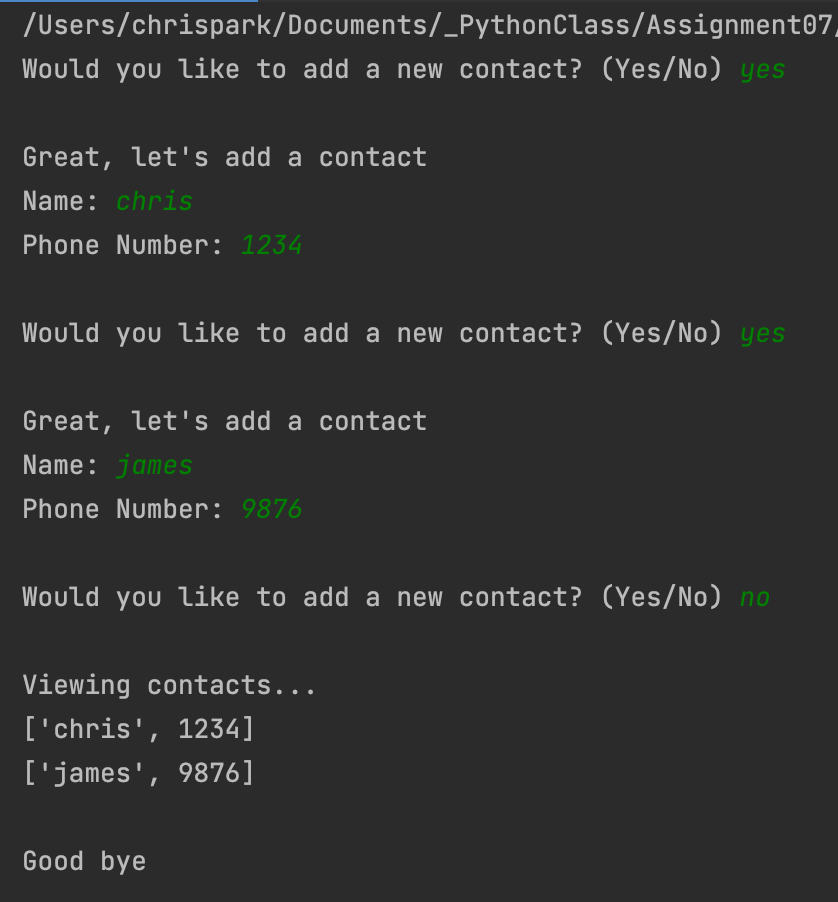 /Users/chrispark/Documents/_PythonClass/Assignment07/
Would you like to add a new contact? (Yes/No) yes
Great, let's add a contact
Name: chris
Phone Number: 1234
Would you like to add a new contact? (Yes/No) yes
Great, let's add a contact
Name: james
Phone Number: 9876
Would you like to add a new contact? (Yes/No) no
Viewing contacts...
['chris', 1234]
['james', 9876]
Good bye